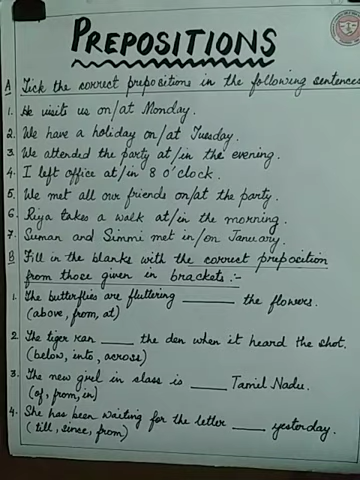 PREPOSITIONS
A Tick the correct prepositions in the following sentences
1. He visits us on/at Monday.
2. We have a holiday on/at Tuesday.
3. We attended the party at/in the evening.
4. I left office at/in 8 o'clock.
5. We met all our friends on/at the party.
6. Riya takes a walk at/in the morning.
7. Suman and Simmi met in/on January.
B Fill in the blanks with the correct preposition
from those given in brackets :-
1. The butterflies are fluttering ______ the flowers.
(above, from, at)
2 The tiger ran ____ the den when it heard the shot.
(below, into, across)
3. The new girl in class is ____ Tamil Nadu.
(of, from, in)
4. She has been waiting for the letter ____ yesterday.
(till, since, from)